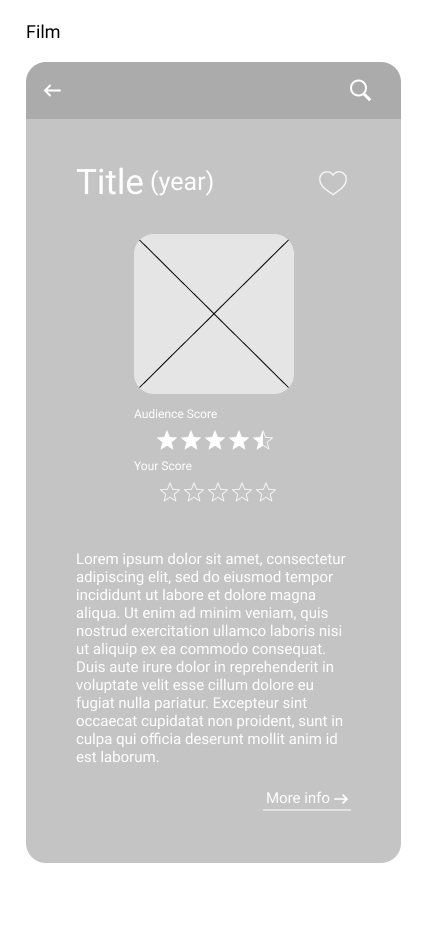 Film
Title (year)
Audience Score
Your Score
Lorem ipsum dolor sit amet, consectetur
adipiscing elit, sed do eiusmod tempor
incididunt ut labore et dolore magna
aliqua. Ut enim ad minim veniam, quis
nostrud exercitation ullamco laboris nisi
ut aliquip ex ea commodo consequat.
Duis aute irure dolor in reprehenderit in
voluptate velit esse cillum dolore eu
fugiat nulla pariatur. Excepteur sint
occaecat cupidatat non proident, sunt in
culpa qui officia deserunt mollit anim id
est laborum.
More info